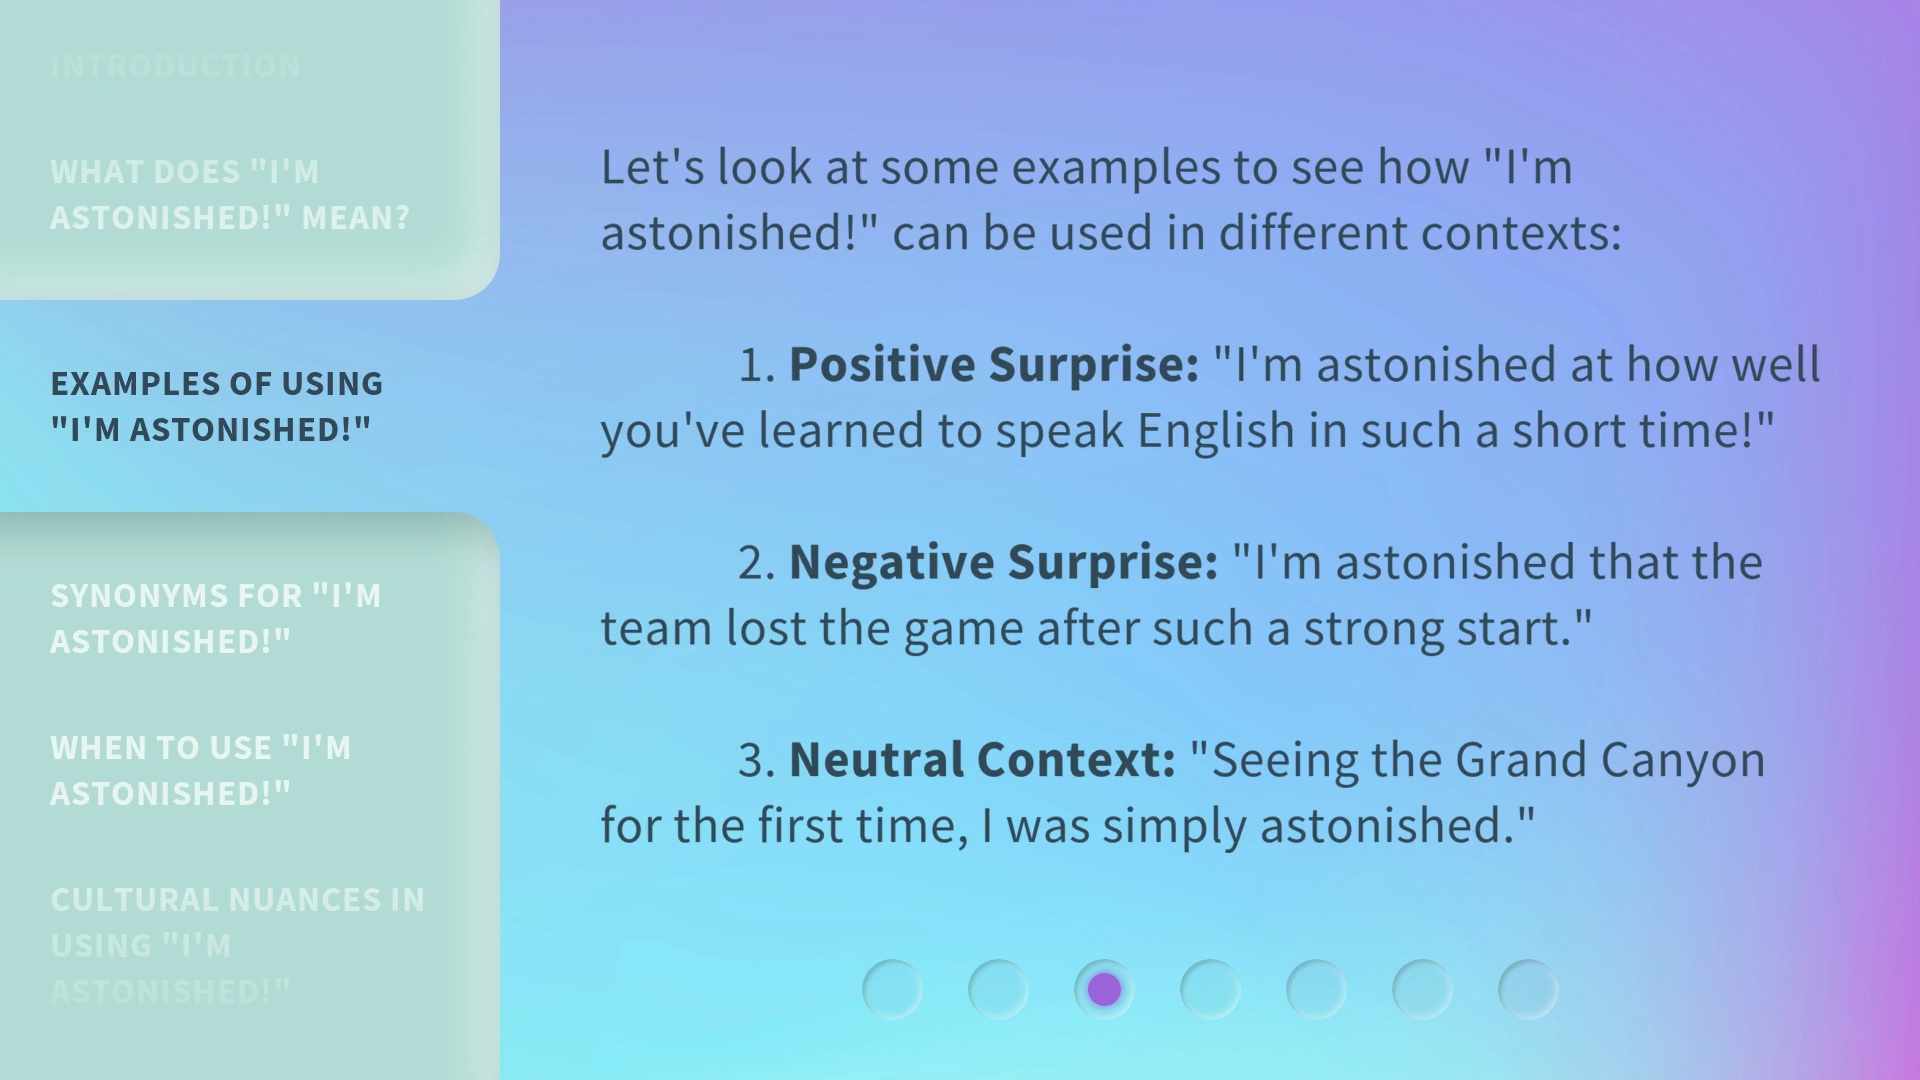 INTRODUCTION
WHAT DOES "I'M
ASTONISHED!" MEAN?
EXAMPLES OF USING
"I'M ASTONISHED!"
SYNONYMS FOR "I'M
ASTONISHED!"
WHEN TO USE "I'M
ASTONISHED!"
CULTURAL NUANCES IN
USING "I'M
ASTONISHED!"
Let's look at some examples to see how "I'm
astonished!" can be used in different contexts:
1. Positive Surprise: "I'm astonished at how well
you've learned to speak English in such a short time!"
2. Negative Surprise: "I'm astonished that the
team lost the game after such a strong start."
3. Neutral Context: "Seeing the Grand Canyon
for the first time, I was simply astonished."